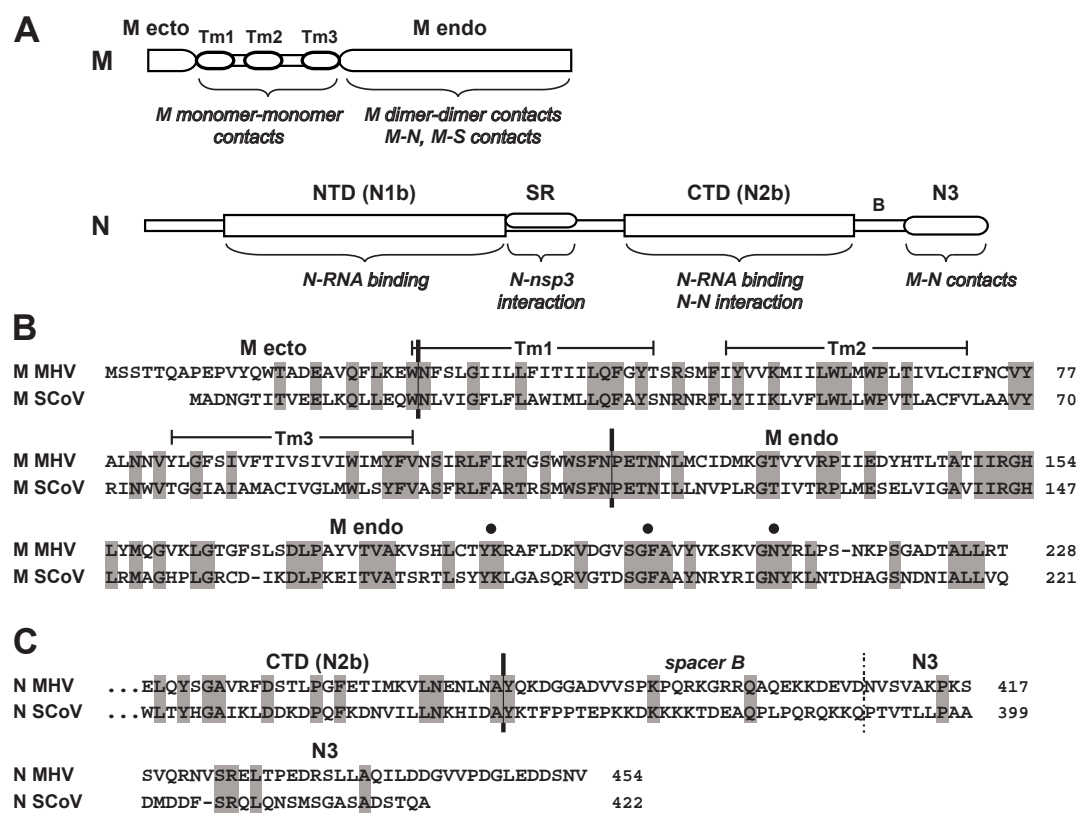 A
M ecto Tm1 Tm2 Tm3 M endo
M
M monomer-monomer contacts
M dimer-dimer contacts
M-N, M-S contacts
NTD (N1b) SR CTD (N2b) B N3
N
N-RNA binding
N-nsp3 interaction
N-RNA binding
N-N interaction
M-N contacts
B
M ecto Tm1 Tm2
M MHV MSSTTQAPEPVYQWTADEAVQFLKEWNFSLGIILLFITIILQFGYTSRSMFIYVVKMIILWLMWPLTIVLCIFNCVY 77
M SCoV MADNGTITVEELKQLLEQWNLVIGFLFLAWIMLLQFAYSNRNRFLYIIKLVFLWLLWPVTLACFVLAAVY 70
Tm3 M endo
M MHV ALNNVYLGFSIVFTIVSIVIWIMYFVNSIRLFIRTGSWWSFNPETNNLMCIDMKGTVYVRPIIEDYHTLTATIIRGH 154
M SCoV RINWVTGGIAIAMACIVGLMWLSYFVASFRLFARTRSMWSFNPETNILLNVPLRGTIVTRPLMESELVIGAVIIRGH 147
M endo
M MHV LYMQGVKLGTGFSLSDLPAYVTVAKVSHLCTYKRAFLDKVDGVSGFAVYVKSKVGNYRLPS-NKPSGADTALLRT 228
M SCoV LRMAGHPLGRCD-IKDLPKEITVATSRTLSYYKLGASQRVGTDSGFAAYNRYRIGNYKLNTDHAGSNDNIALLVQ 221
C
CTD (N2b) spacer B N3
N MHV ...ELQYSGAVRFDSTLPGFETIMKVLNENLNAYQKDGGADVVSPKPQRKGRRQAQEKKDEVDNVSVAKPKS 417
N SCoV ...WLTYHGAIKLDDKDPQFKDNVILLNKHIDAYKTFPPTEPKKDKKKKTDEAQPLPQRQKKQPTVTLLPAA 399
N3
N MHV SVQRNVSRELTPEDRSLLAQILDDGVVPDGLEDDSNV 454
N SCoV DMDDF-SRQLQNSMSGASADSTQA 422